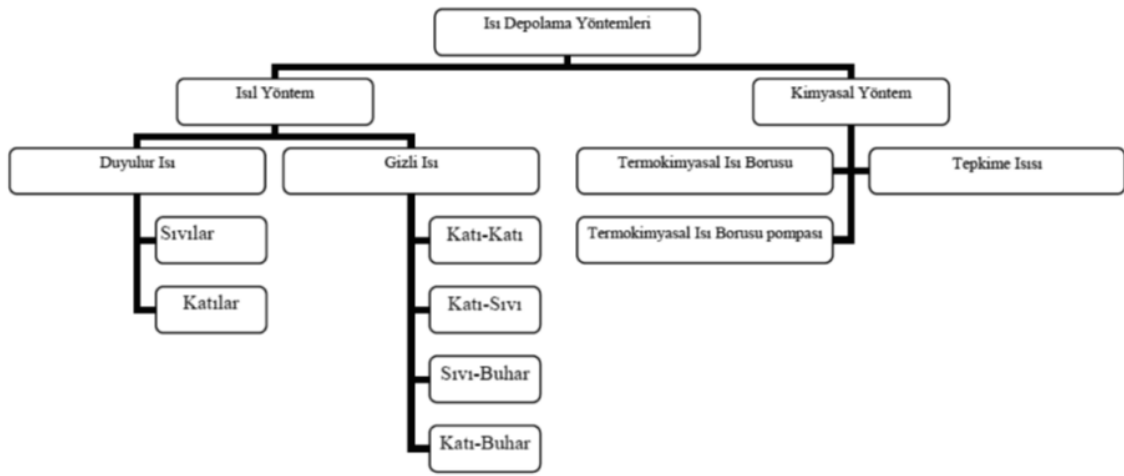 Isı Depolama Yöntemleri
Isıl Yöntem
Kimyasal Yöntem
Duyulur Isı
Gizli Isı
Termokimyasal Isı Borusu
Tepkime Isısı
Sıvılar
Katı-Katı
Termokimyasal Isı Borusu pompası
Katılar
Katı-Sıvı
Sıvı-Buhar
Katı-Buhar